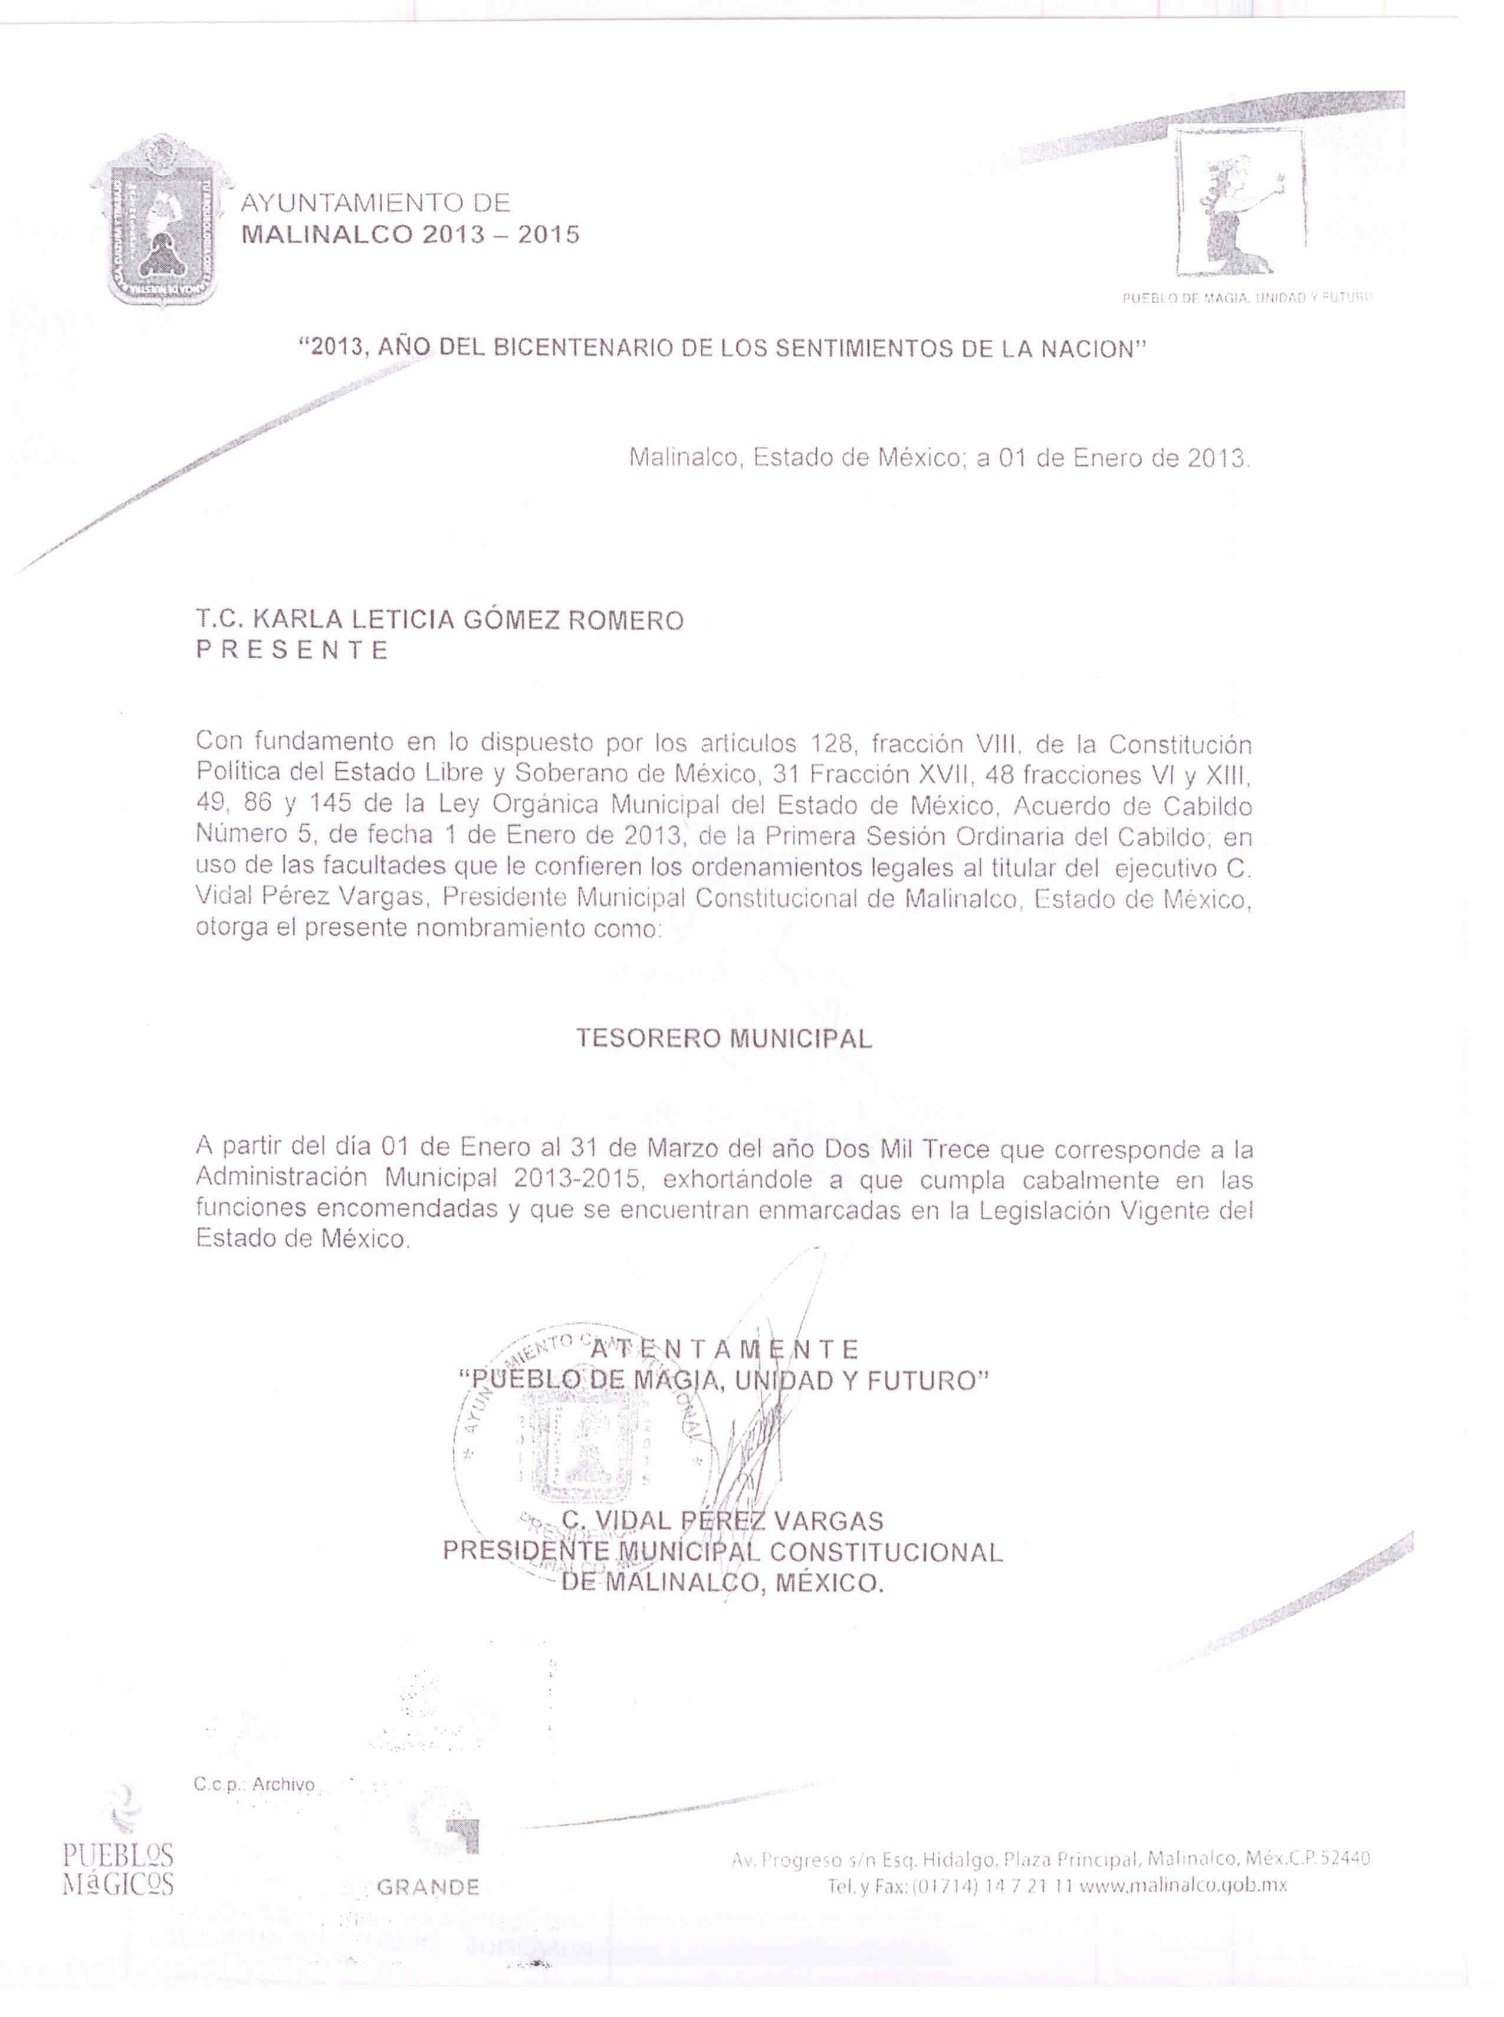 AYUNTAMIENTO DE
MALINALCO 2013 – 2015
PUEBLO DE MAGIA, UNIDAD Y FUTURO
“2013, AÑO DEL BICENTENARIO DE LOS SENTIMIENTOS DE LA NACION”
Malinalco, Estado de México; a 01 de Enero de 2013.
T.C. KARLA LETICIA GÓMEZ ROMERO
P R E S E N T E
Con fundamento en lo dispuesto por los artículos 128, fracción VIII, de la Constitución
Política del Estado Libre y Soberano de México, 31 Fracción XVII, 48 fracciones VI y XIII,
49, 86 y 145 de la Ley Orgánica Municipal del Estado de México, Acuerdo de Cabildo
Número 5, de fecha 1 de Enero de 2013, de la Primera Sesión Ordinaria del Cabildo; en
uso de las facultades que le confieren los ordenamientos legales al titular del ejecutivo C.
Vidal Pérez Vargas, Presidente Municipal Constitucional de Malinalco, Estado de México,
otorga el presente nombramiento como:
TESORERO MUNICIPAL
A partir del día 01 de Enero al 31 de Marzo del año Dos Mil Trece que corresponde a la
Administración Municipal 2013-2015, exhortándole a que cumpla cabalmente en las
funciones encomendadas y que se encuentran enmarcadas en la Legislación Vigente del
Estado de México.
A T E N T A M E N T E
“PUEBLO DE MAGIA, UNIDAD Y FUTURO”
AYUNTAMIENTO CONSTITUCIONAL
C. VIDAL PÉREZ VARGAS
PRESIDENTE MUNICIPAL CONSTITUCIONAL
DE MALINALCO, MÉXICO.
C.c.p.: Archivo
PUEBLOS
MáGICOS
GRANDE
Av. Progreso s/n Esq. Hidalgo, Plaza Principal, Malinalco, Méx.C.P. 52440
Tel. y Fax: (01714) 14 7 21 11 www.malinalco.gob.mx